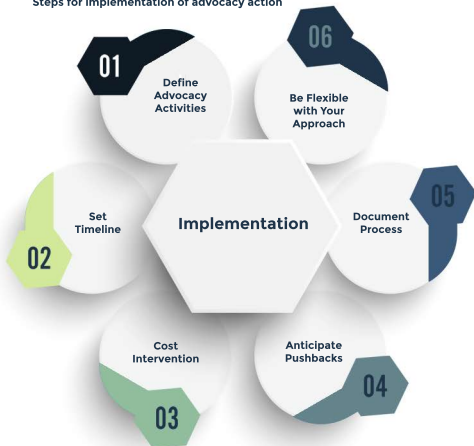 Steps for implementation of advocacy action
01
Define
Advocacy
Activities
02
Set
Timeline
03
Cost
Intervention
04
Anticipate
Pushbacks
05
Document
Process
06
Be Flexible
with Your
Approach
Implementation